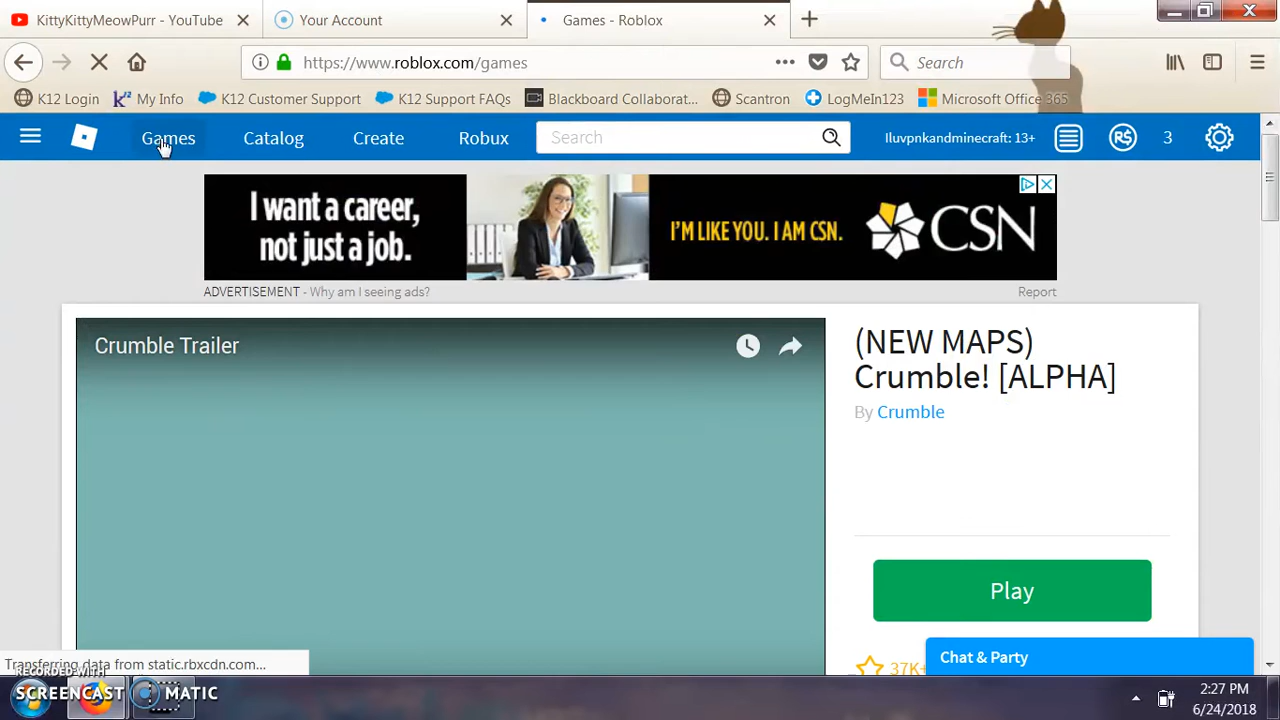 KittyKittyMeowPurr - YouTube
Your Account
Games - Roblox
https://www.roblox.com/games
Search
K12 Login
My Info
K12 Customer Support
K12 Support FAQs
Blackboard Collaborat...
Scantron
LogMeIn123
Microsoft Office 365
Games
Catalog
Create
Robux
Search
Iluvpnkandminecraft: 13+
R$
3
I want a career,
not just a job.
I'M LIKE YOU. I AM CSN.
CSN
ADVERTISEMENT - Why am I seeing ads?
Report
Crumble Trailer
(NEW MAPS)
Crumble! [ALPHA]
By Crumble
Play
37K+
Chat & Party
Transferring data from static.rbxcdn.com...
RECORDED WITH
SCREENCAST MATIC
2:27 PM
6/24/2018